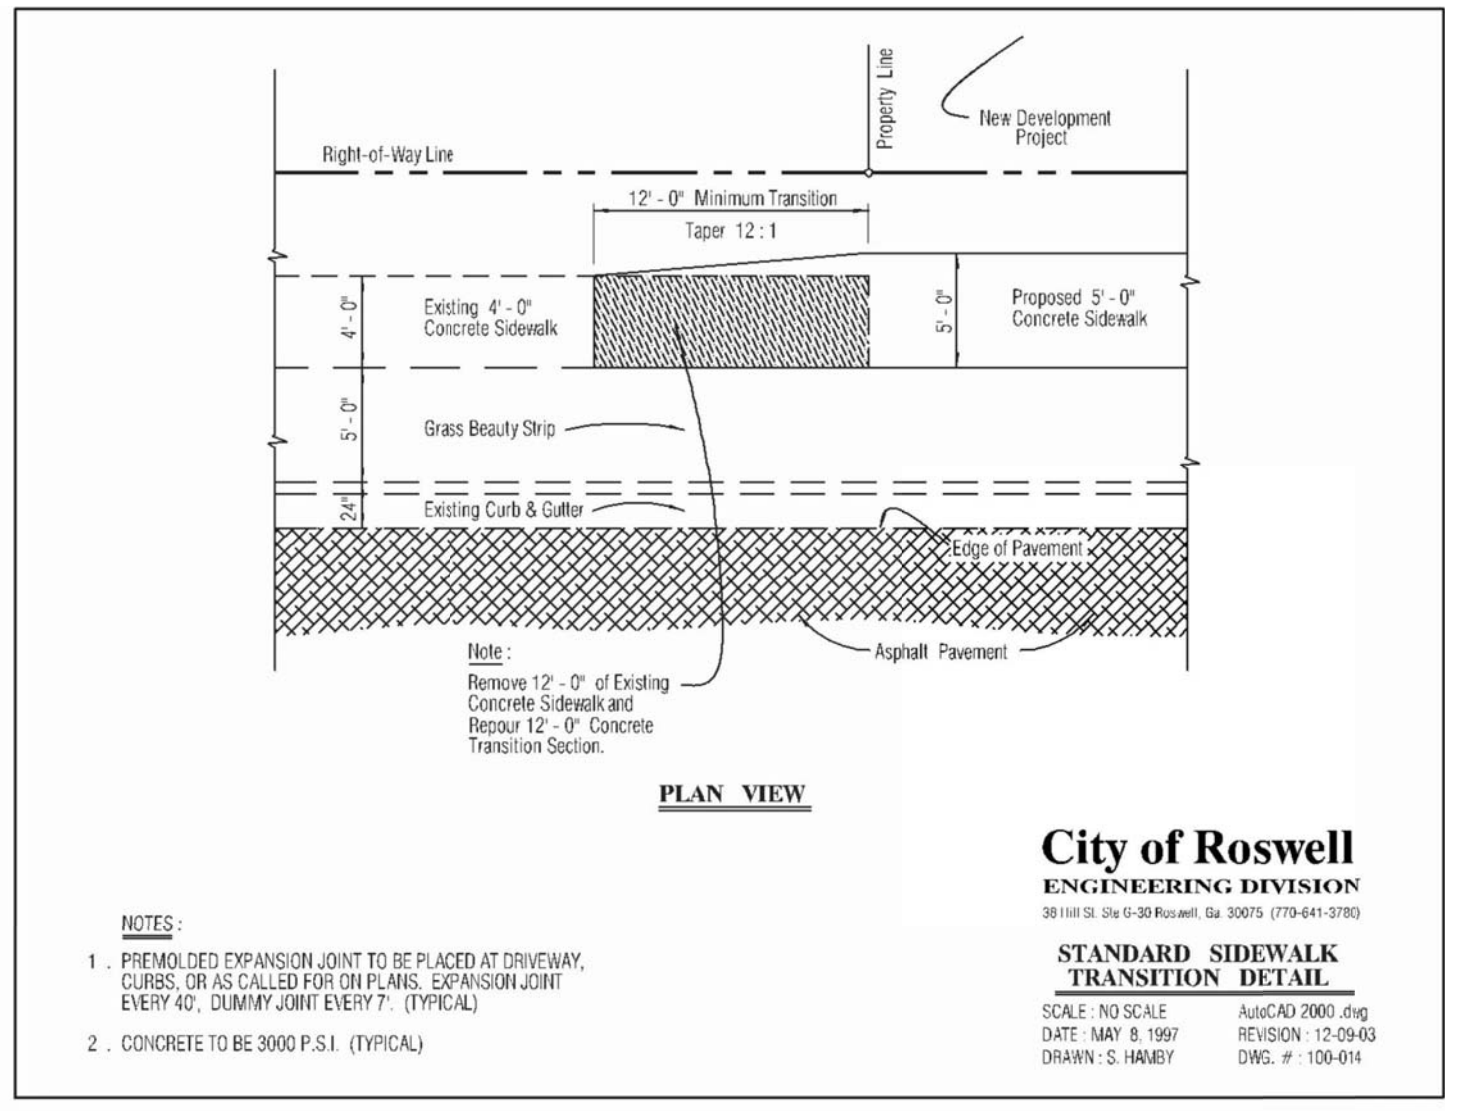 Property Line
New Development
Project
Right-of-Way Line
12' - 0" Minimum Transition
Taper 12 : 1
4' - 0"
Existing 4' - 0"
Concrete Sidewalk
5' - 0"
Proposed 5' - 0"
Concrete Sidewalk
5' - 0"
Grass Beauty Strip
24"
Existing Curb & Gutter
Edge of Pavement
Asphalt Pavement
Note :
Remove 12' - 0" of Existing
Concrete Sidewalk and
Repour 12' - 0" Concrete
Transition Section.
PLAN VIEW
City of Roswell
ENGINEERING DIVISION
38 Hill St. Ste G-30 Roswell, Ga. 30075 (770-641-3780)
STANDARD SIDEWALK
TRANSITION DETAIL
SCALE : NO SCALE AutoCAD 2000 .dwg
DATE : MAY 8, 1997 REVISION : 12-09-03
DRAWN : S. HAMBY DWG. # : 100-014
NOTES :
1 . PREMOLDED EXPANSION JOINT TO BE PLACED AT DRIVEWAY,
CURBS, OR AS CALLED FOR ON PLANS. EXPANSION JOINT
EVERY 40', DUMMY JOINT EVERY 7'. (TYPICAL)
2 . CONCRETE TO BE 3000 P.S.I. (TYPICAL)